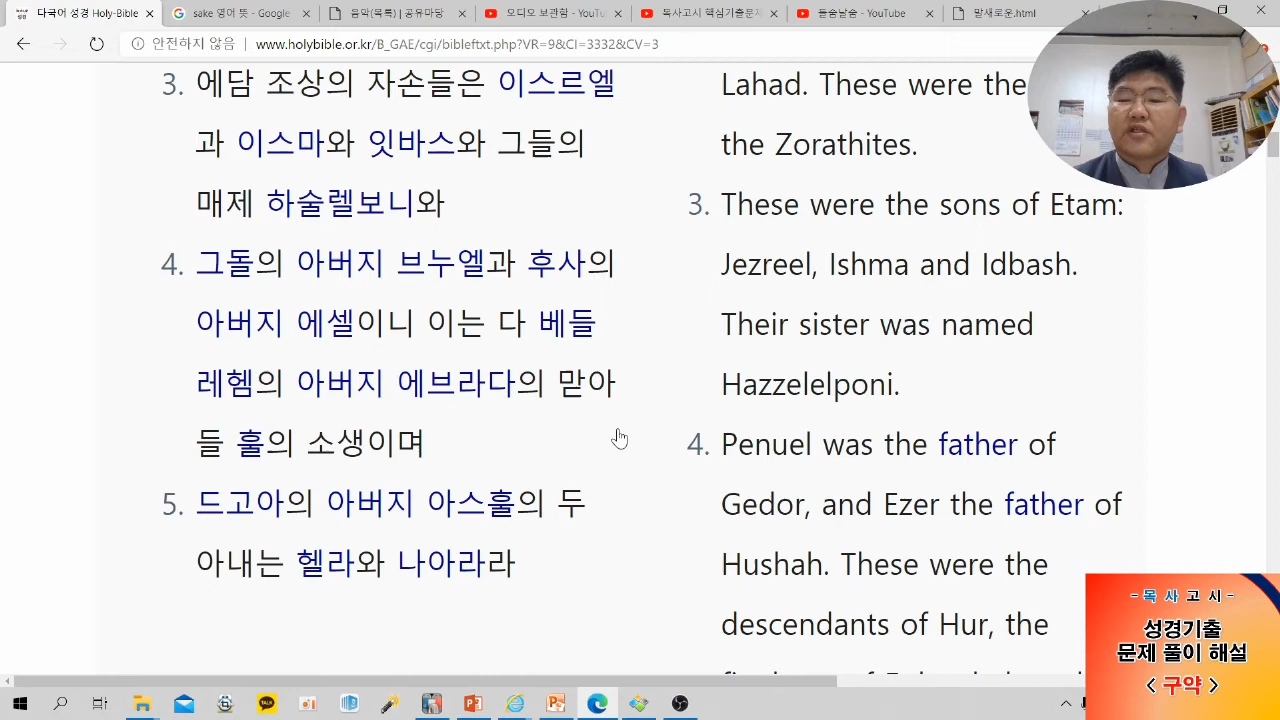 다국어 성경 Holy-Bible
sake 영어 뜻 - Google
음악(목록) | 공유마당
오디오 보관함 - YouTu
목사고시 핵심기출문
들숨날숨 - YouTube
말새로운.html
안전하지 않음 | www.holybible.or.kr/B_GAE/cgi/bibleftxt.php?VR=9&CI=3332&CV=3
3. 에담 조상의 자손들은 이스르엘
과 이스마와 잇바스와 그들의
매제 하술렐보니와
4. 그돌의 아버지 브누엘과 후사의
아버지 에셀이니 이는 다 베들
레헴의 아버지 에브라다의 맏아
들 훌의 소생이며
5. 드고아의 아버지 아스훌의 두
아내는 헬라와 나아라라
Lahad. These were the
the Zorathites.
3. These were the sons of Etam:
Jezreel, Ishma and Idbash.
Their sister was named
Hazzelelponi.
4. Penuel was the father of
Gedor, and Ezer the father of
Hushah. These were the
descendants of Hur, the
- 목 사 고 시 -
성경기출
문제 풀이 해설
< 구약 >